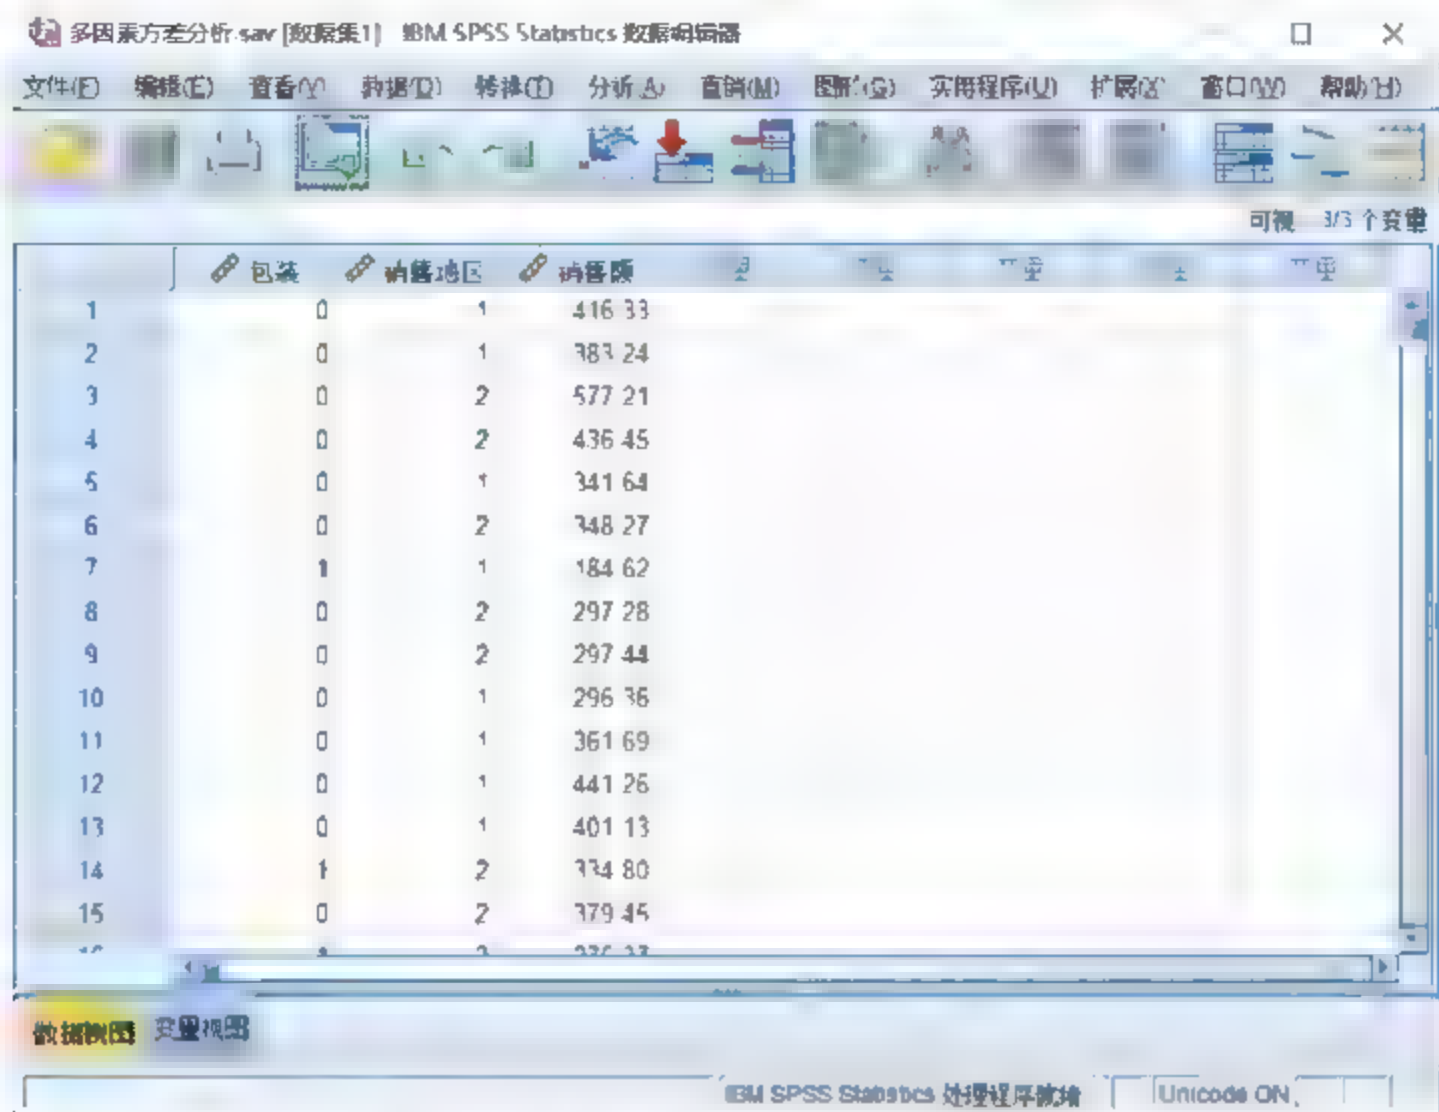 多因素方差分析.sav [数据集1] IBM SPSS Statistics 数据编辑器
文件(F) 编辑(E) 查看(V) 数据(D) 转换(T) 分析(A) 直销(M) 图形(G) 实用程序(U) 扩展(X) 窗口(W) 帮助(H)
可视 3/3 个变量
包装 销售地区 销售额
1 0 1 416.33
2 0 1 383.24
3 0 2 577.21
4 0 2 436.45
5 0 1 341.64
6 0 2 348.27
7 1 1 184.62
8 0 2 297.28
9 0 2 297.44
10 0 1 296.36
11 0 1 361.69
12 0 1 441.26
13 0 1 401.13
14 1 2 334.80
15 0 2 379.45
数据视图 变量视图
IBM SPSS Statistics 处理程序就绪 Unicode:ON